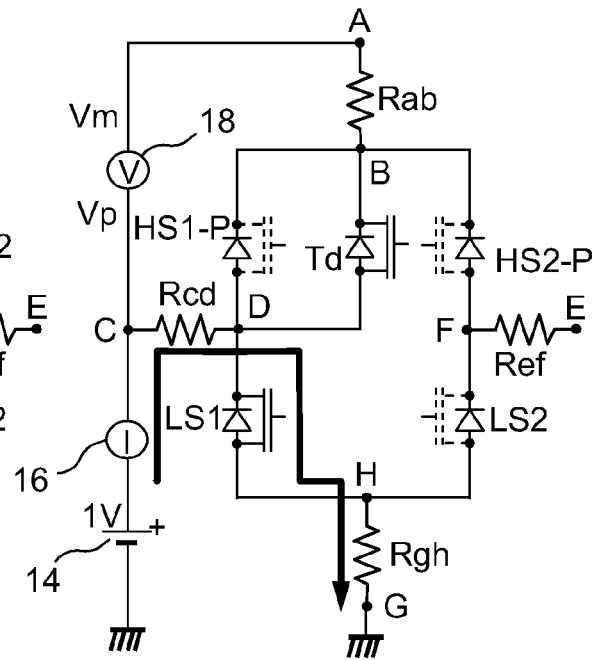 A
Rab
Vm
18
V
B
Vp
HS1-P
Td
HS2-P
2
E
Rcd
D
C
F
E
f
Ref
2
LS1
LS2
I
16
H
1V
+
14
Rgh
G